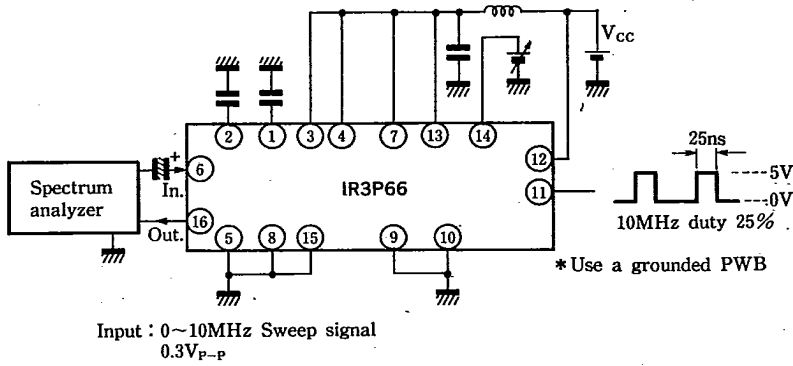 VCC
2 1 3 4 7 13 14
12
25ns
5V
0V
10MHz duty 25%
11
IR3P66
+
6
In.
Spectrum
analyzer
16
Out.
5 8 15 9 10
*Use a grounded PWB
Input : 0~10MHz Sweep signal
0.3VP-P